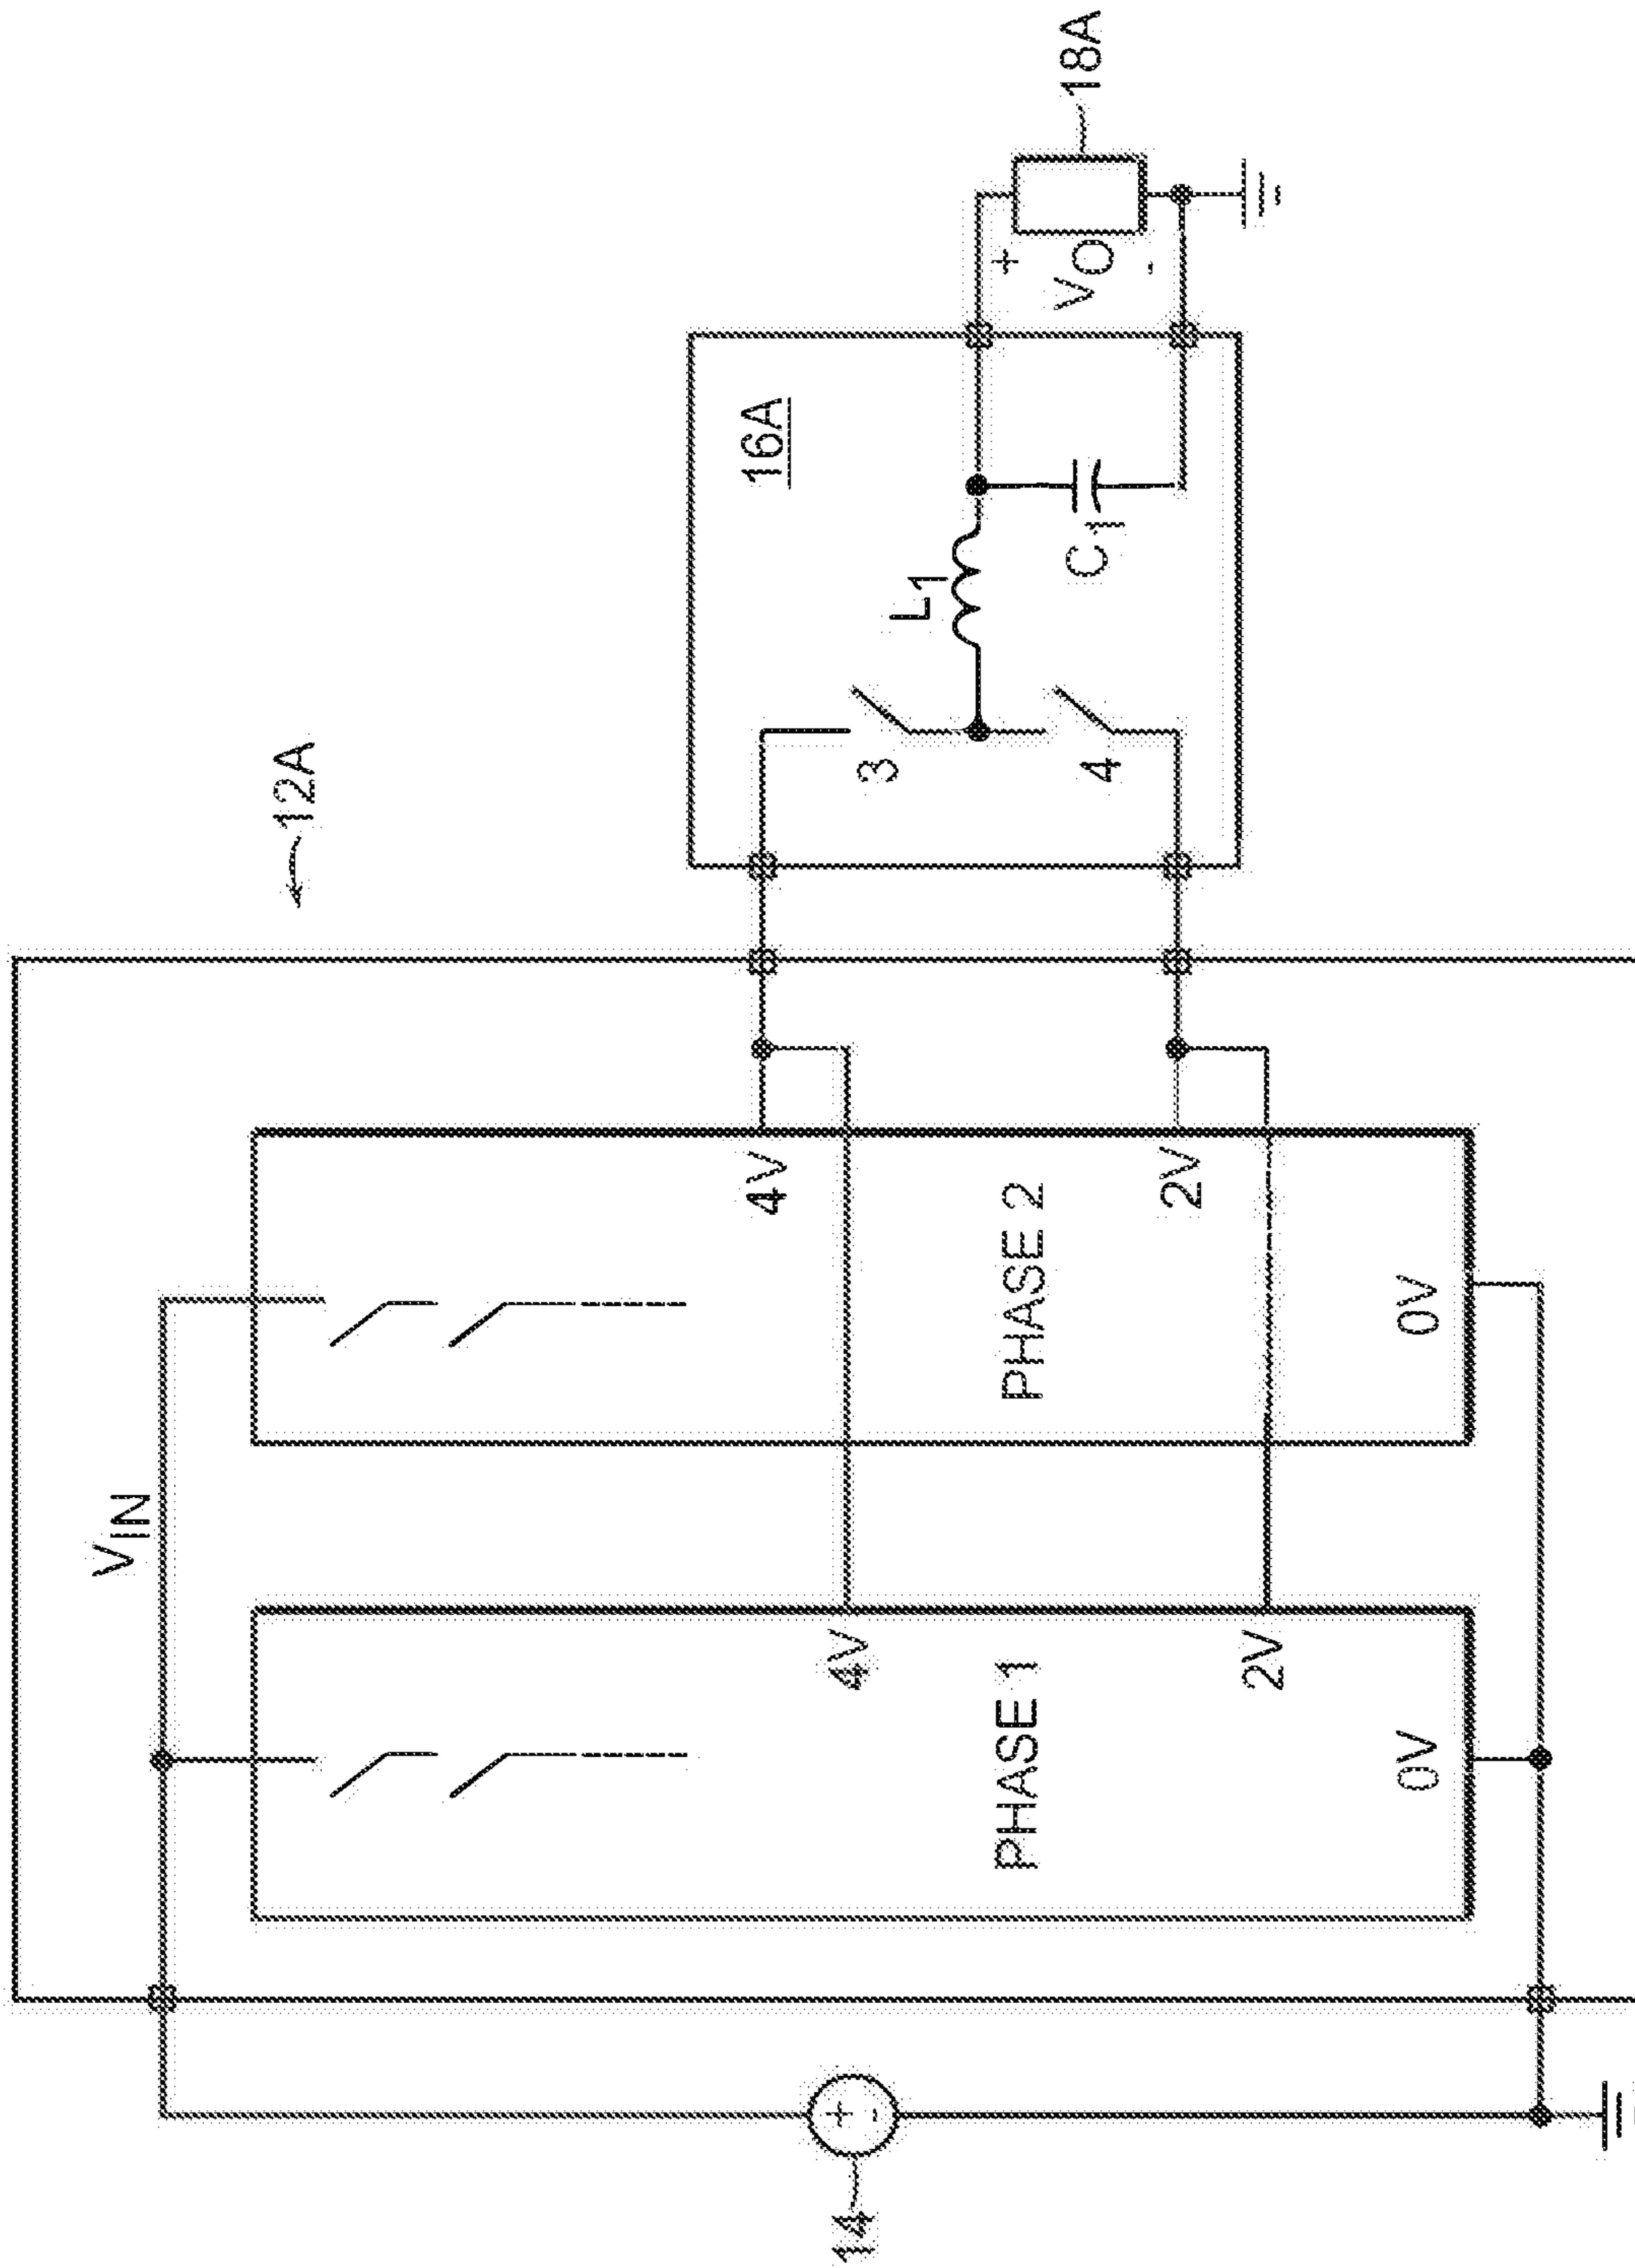 12A
V_IN
14
+
-
PHASE 1
4V
2V
0V
PHASE 2
4V
2V
0V
16A
3
4
L1
C1
+
VO
-
18A